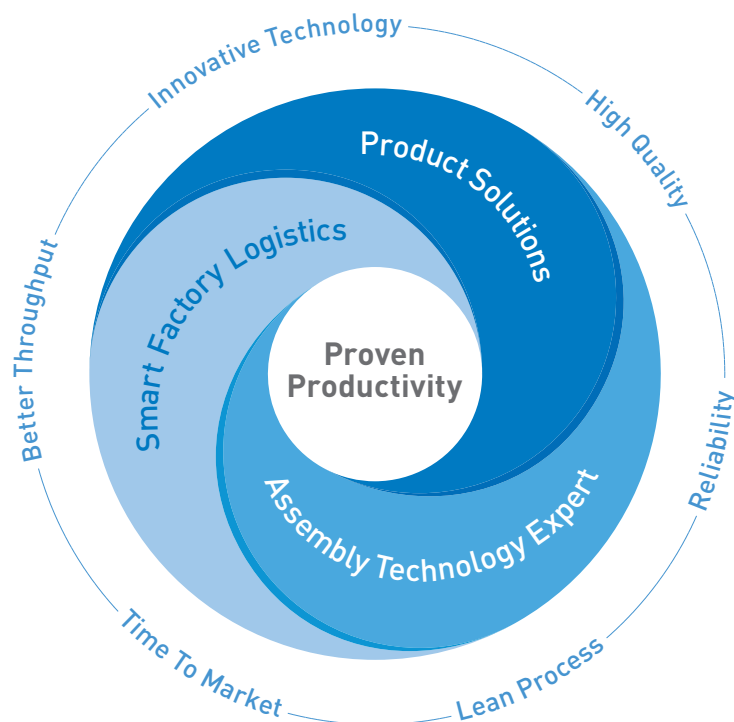 Innovative Technology
High Quality
Reliability
Lean Process
Time To Market
Better Throughput
Product Solutions
Assembly Technology Expert
Smart Factory Logistics
Proven
Productivity